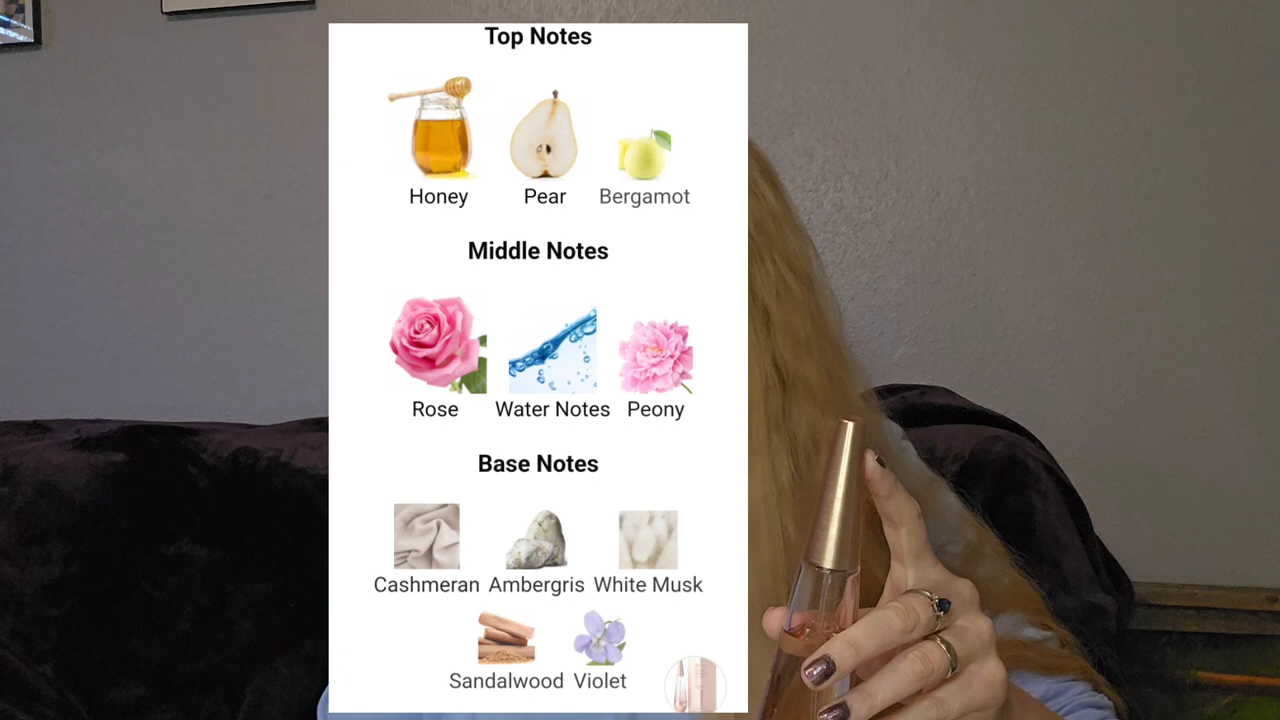 Top Notes
Honey Pear Bergamot
Middle Notes
Rose Water Notes Peony
Base Notes
Cashmeran Ambergris White Musk
Sandalwood Violet